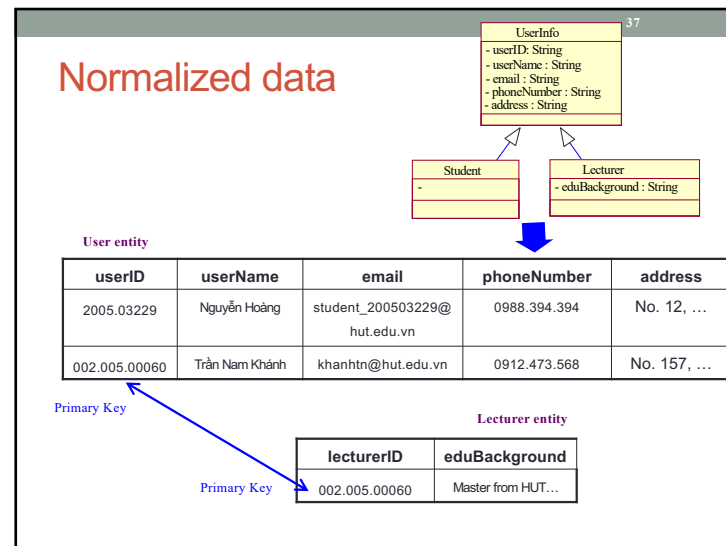 37
Normalized data
UserInfo
- userID: String
- userName : String
- email : String
- phoneNumber : String
- address : String
Student
-
Lecturer
- eduBackground : String
User entity
userID userName email phoneNumber address
2005.03229 Nguyễn Hoàng student_200503229@ 0988.394.394 No. 12, …
hut.edu.vn
002.005.00060 Trần Nam Khánh khanhtn@hut.edu.vn 0912.473.568 No. 157, …
Primary Key
Lecturer entity
lecturerID eduBackground
Primary Key
002.005.00060 Master from HUT…